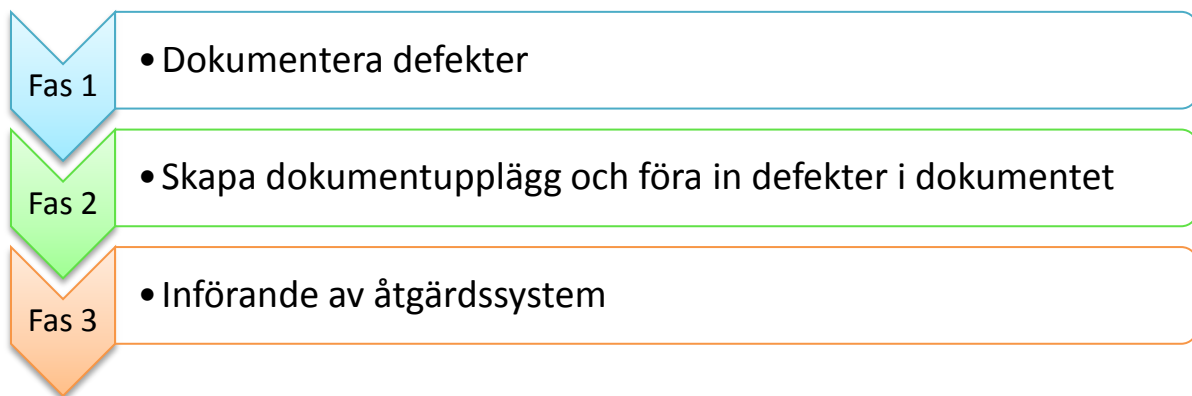 Fas 1
•Dokumentera defekter
Fas 2
•Skapa dokumentupplägg och föra in defekter i dokumentet
Fas 3
•Införande av åtgärdssystem